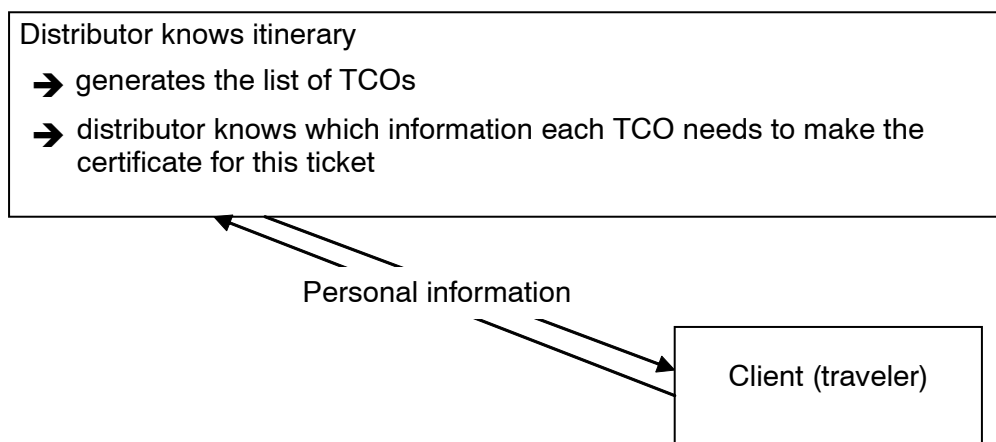 Distributor knows itinerary
➔ generates the list of TCOs
➔ distributor knows which information each TCO needs to make the
certificate for this ticket
Personal information
Client (traveler)